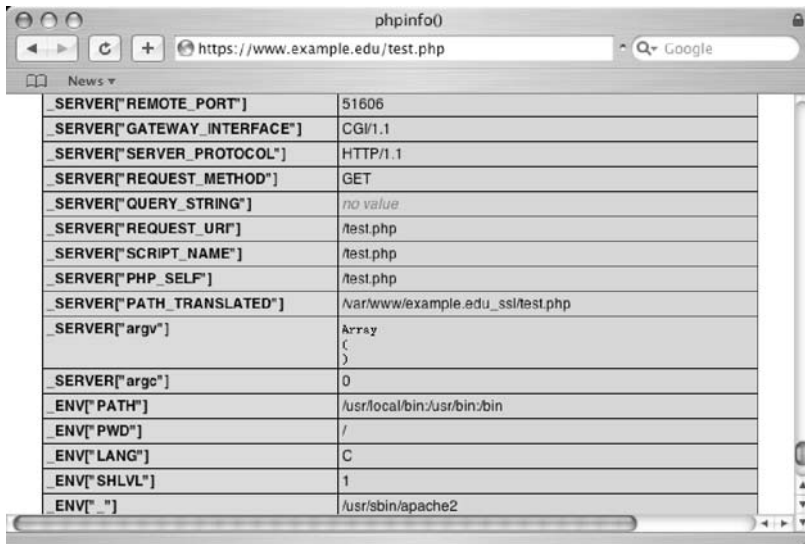 phpinfo()
https://www.example.edu/test.php
Google
News
_SERVER["REMOTE_PORT"] 51606
_SERVER["GATEWAY_INTERFACE"] CGI/1.1
_SERVER["SERVER_PROTOCOL"] HTTP/1.1
_SERVER["REQUEST_METHOD"] GET
_SERVER["QUERY_STRING"] no value
_SERVER["REQUEST_URI"] /test.php
_SERVER["SCRIPT_NAME"] /test.php
_SERVER["PHP_SELF"] /test.php
_SERVER["PATH_TRANSLATED"] /var/www/example.edu_ssl/test.php
_SERVER["argv"] Array
(
)
_SERVER["argc"] 0
_ENV["PATH"] /usr/local/bin:/usr/bin:/bin
_ENV["PWD"] /
_ENV["LANG"] C
_ENV["SHLVL"] 1
_ENV["_"] /usr/sbin/apache2